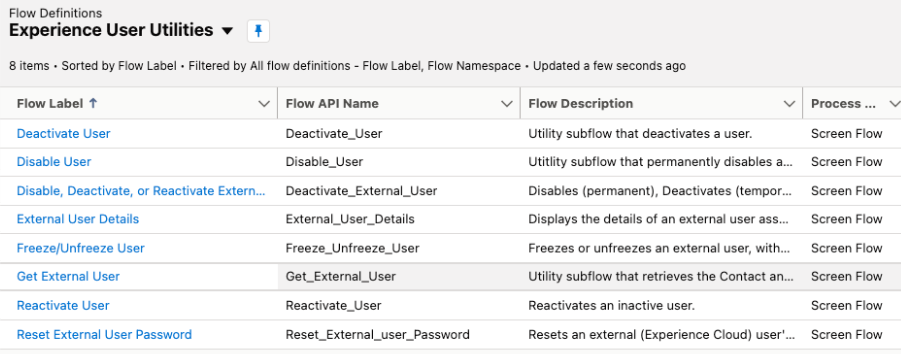 Flow Definitions
Experience User Utilities
8 items • Sorted by Flow Label • Filtered by All flow definitions - Flow Label, Flow Namespace • Updated a few seconds ago
Flow Label Flow API Name Flow Description Process ...
Deactivate User Deactivate_User Utility subflow that deactivates a user. Screen Flow
Disable User Disable_User Utitlity subflow that permanently disables a... Screen Flow
Disable, Deactivate, or Reactivate Extern... Deactivate_External_User Disables (permanent), Deactivates (tempor... Screen Flow
External User Details External_User_Details Displays the details of an external user ass... Screen Flow
Freeze/Unfreeze User Freeze_Unfreeze_User Freezes or unfreezes an external user, with... Screen Flow
Get External User Get_External_User Utility subflow that retrieves the Contact an... Screen Flow
Reactivate User Reactivate_User Reactivates an inactive user. Screen Flow
Reset External User Password Reset_External_user_Password Resets an external (Experience Cloud) user'... Screen Flow